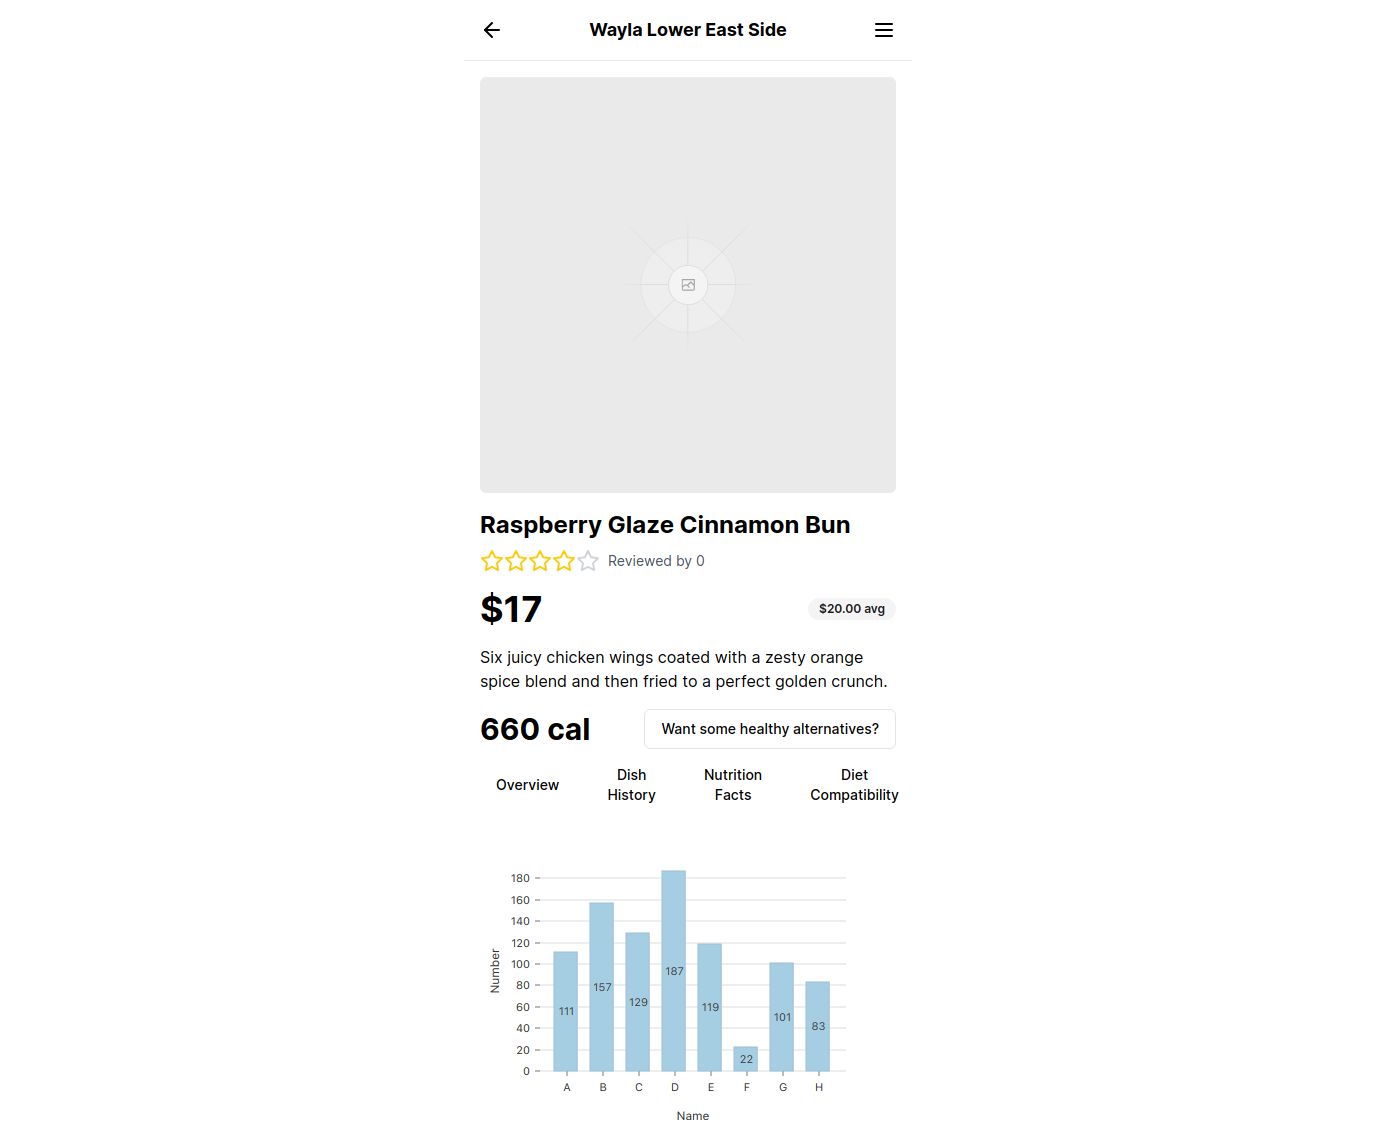 Wayla Lower East Side
Raspberry Glaze Cinnamon Bun
Reviewed by 0
$17
$20.00 avg
Six juicy chicken wings coated with a zesty orange
spice blend and then fried to a perfect golden crunch.
660 cal
Want some healthy alternatives?
Overview
Dish
History
Nutrition
Facts
Diet
Compatibility
Number
180
160
140
120
100
80
60
40
20
0
111
157
129
187
119
22
101
83
A B C D E F G H
Name